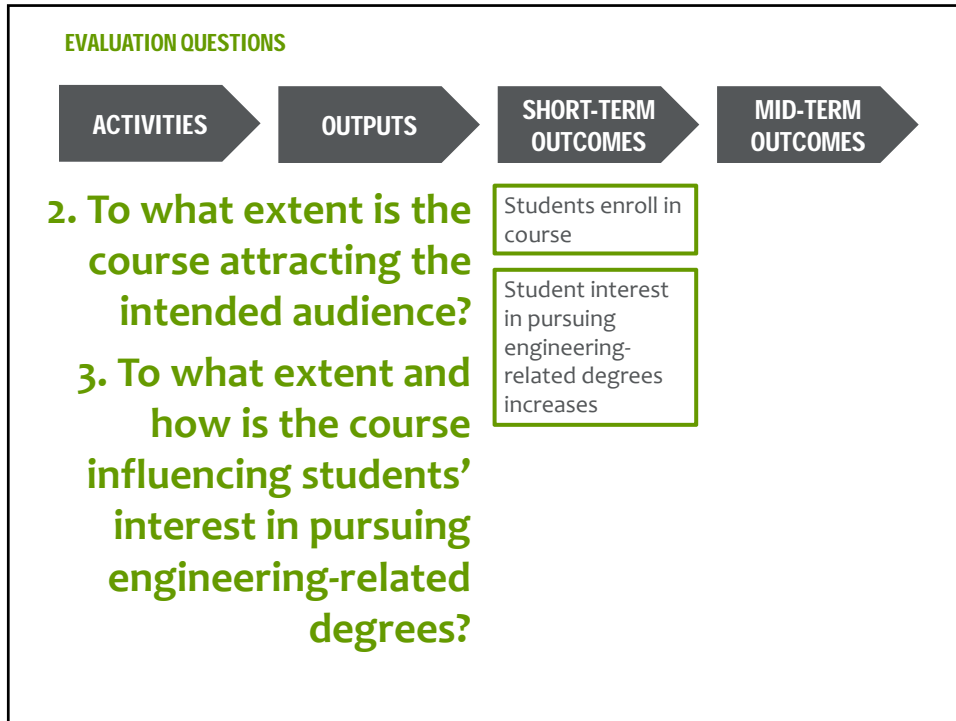 EVALUATION QUESTIONS
ACTIVITIES
OUTPUTS
SHORT-TERM
OUTCOMES
MID-TERM
OUTCOMES
2. To what extent is the
course attracting the
intended audience?
3. To what extent and
how is the course
influencing students’
interest in pursuing
engineering-related
degrees?
Students enroll in
course
Student interest
in pursuing
engineering-
related degrees
increases